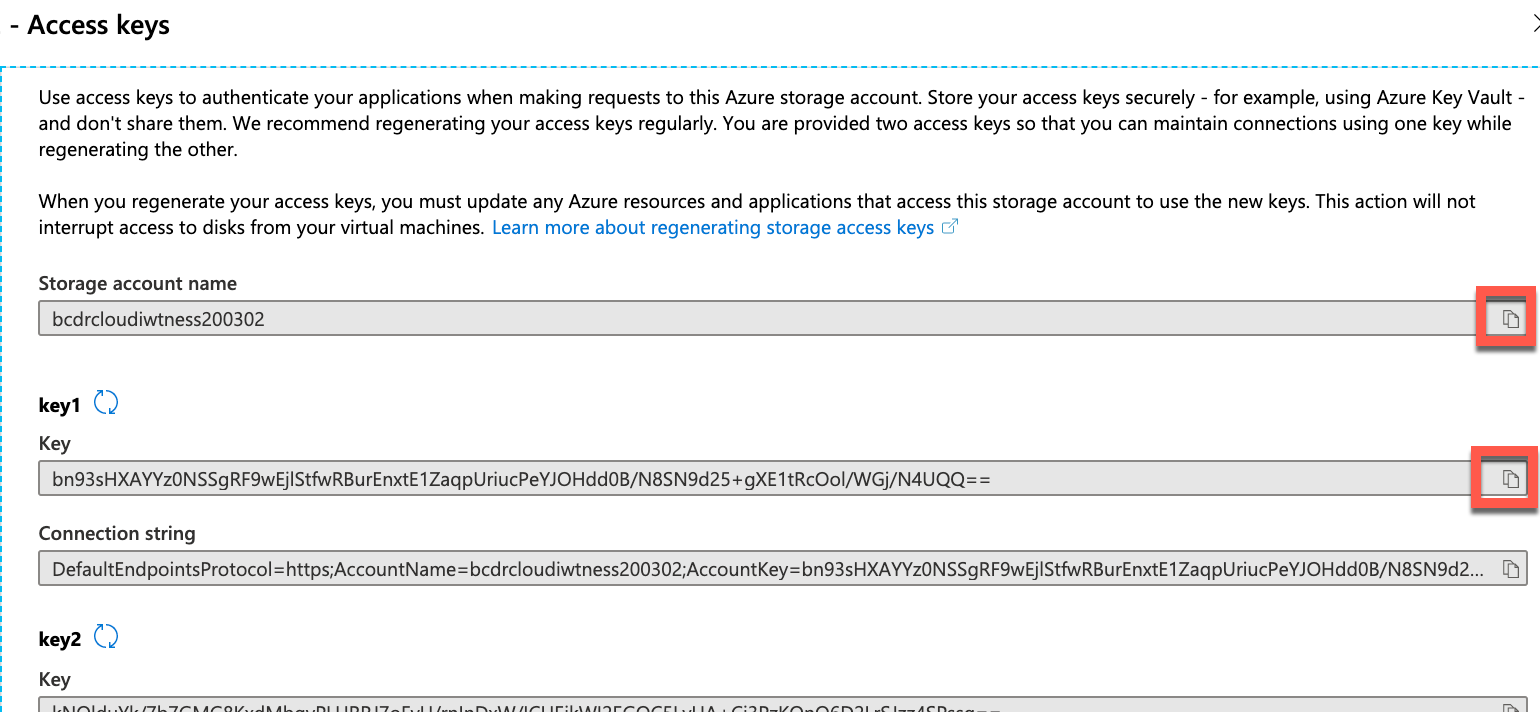 - Access keys
Use access keys to authenticate your applications when making requests to this Azure storage account. Store your access keys securely - for example, using Azure Key Vault -
and don't share them. We recommend regenerating your access keys regularly. You are provided two access keys so that you can maintain connections using one key while
regenerating the other.
When you regenerate your access keys, you must update any Azure resources and applications that access this storage account to use the new keys. This action will not
interrupt access to disks from your virtual machines. Learn more about regenerating storage access keys
Storage account name
bcdrcloudiwtness200302
key1
Key
bn93sHXAYYz0NSSgRF9wEjlStfwRBurEnxtE1ZaqpUriucPeYJOHdd0B/N8SN9d25+gXE1tRcOol/WGj/N4UQQ==
Connection string
DefaultEndpointsProtocol=https;AccountName=bcdrcloudiwtness200302;AccountKey=bn93sHXAYYz0NSSgRF9wEjlStfwRBurEnxtE1ZaqpUriucPeYJOHdd0B/N8SN9d2...
key2
Key